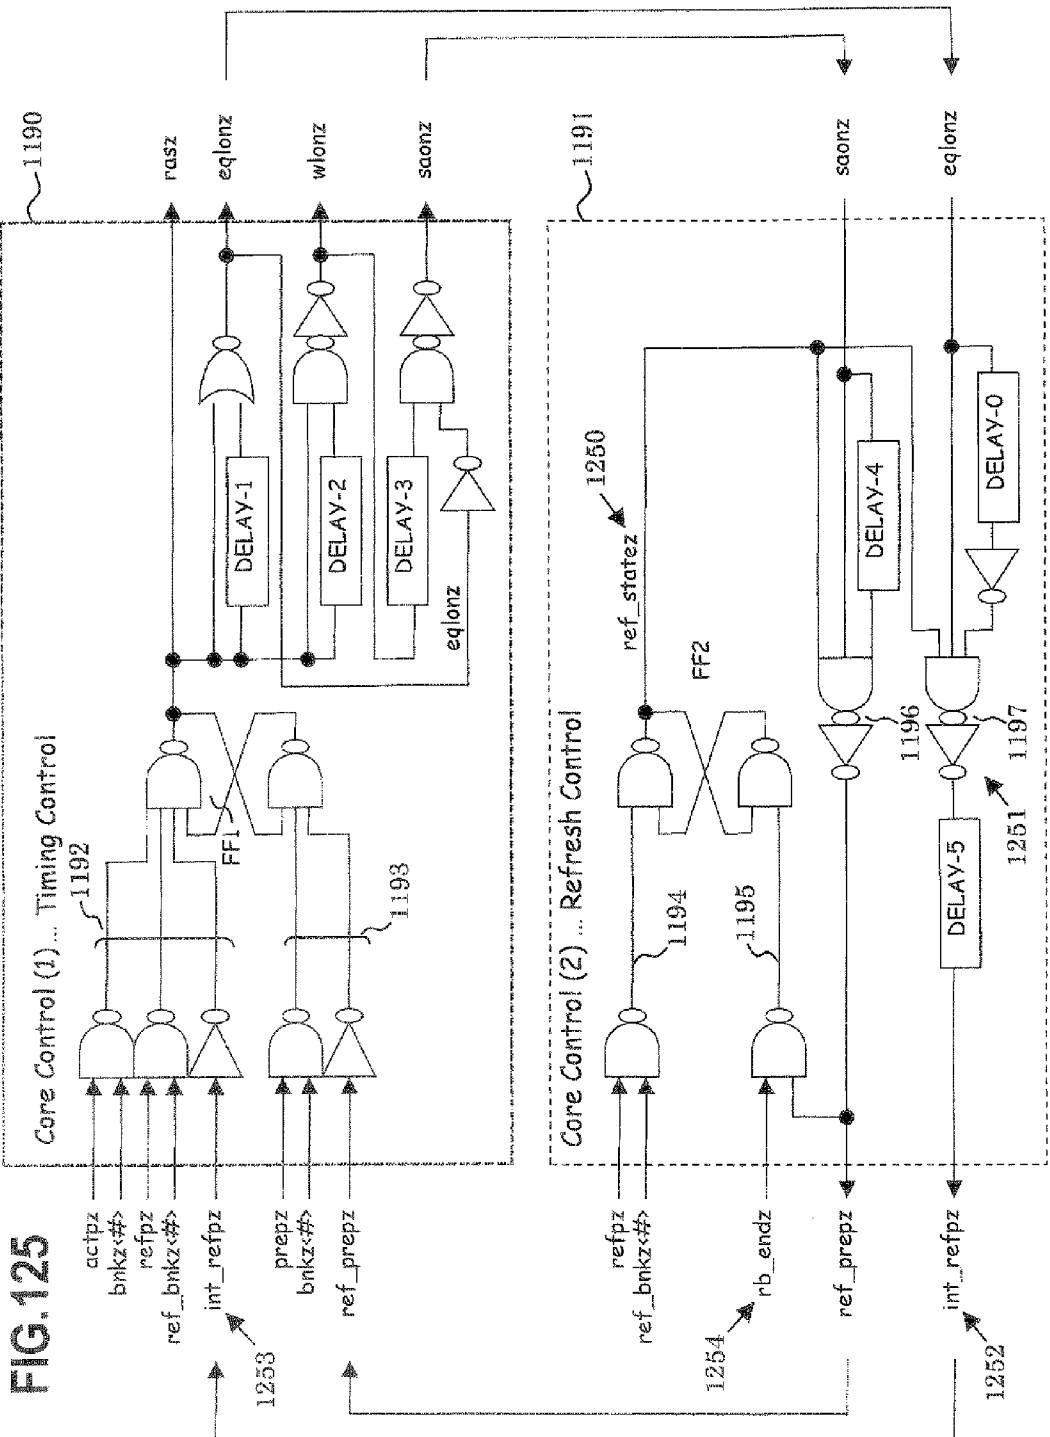 FIG.125
Core Control (1) ... Timing Control
1190
1192
1193
actpz
bnkz<#>
refpz
ref_bnkz<#>
int_refpz
1253
prepz
bnkz<#>
ref_prepz
FF1
DELAY-1
DELAY-2
DELAY-3
eqlonz
rasz
eqlonz
wlonz
saonz
Core Control (2) ... Refresh Control
1191
refpz
ref_bnkz<#>
1254
rb_endz
ref_prepz
int_refpz
1252
1194
1195
FF2
ref_statez
1250
1196
1197
1251
DELAY-4
DELAY-0
DELAY-5
saonz
eqlonz